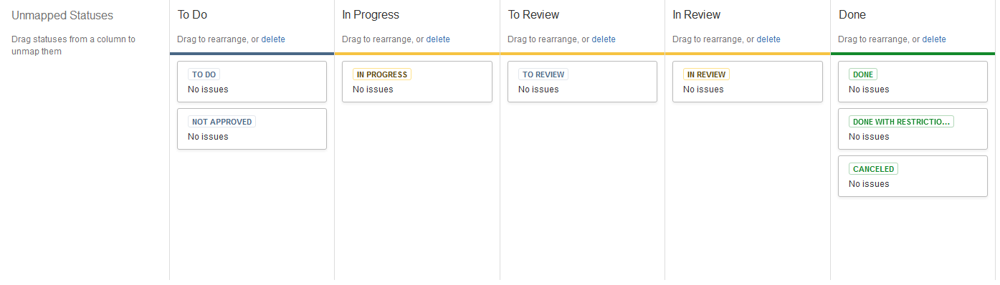 Unmapped Statuses
Drag statuses from a column to
unmap them
To Do
Drag to rearrange, or delete
TO DO
No issues
NOT APPROVED
No issues
In Progress
Drag to rearrange, or delete
IN PROGRESS
No issues
To Review
Drag to rearrange, or delete
TO REVIEW
No issues
In Review
Drag to rearrange, or delete
IN REVIEW
No issues
Done
Drag to rearrange, or delete
DONE
No issues
DONE WITH RESTRICTIO...
No issues
CANCELED
No issues